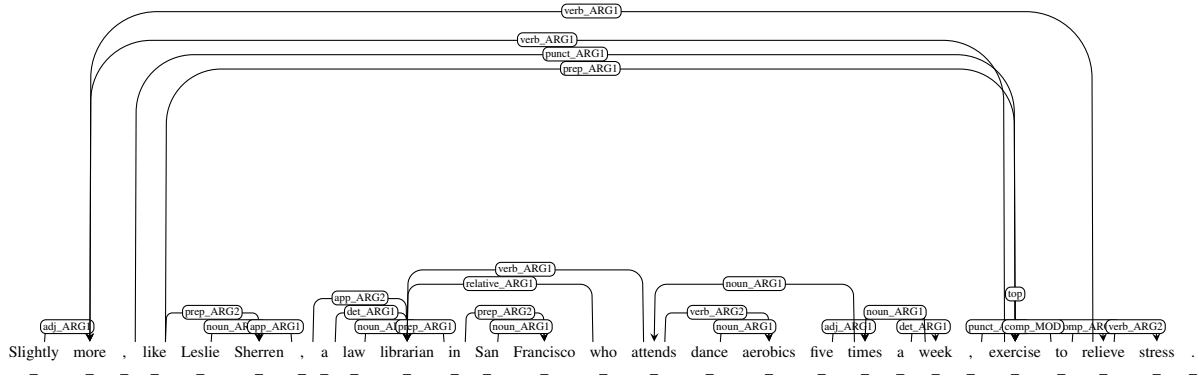 verb_ARG1
verb_ARG1
punct_ARG1
prep_ARG1
verb_ARG1
relative_ARG1 noun_ARG1
top
app_ARG2
prep_ARG2 det_ARG1 prep_ARG2 verb_ARG2 noun_ARG1
adj_ARG1 app_ARG1 prep_ARG1 noun_ARG1 noun_ARG1 adj_ARG1 det_ARG1 comp_MOD verb_ARG2
Slightly more , like Leslie Sherren , a law librarian in San Francisco who attends dance aerobics five times a week , exercise to relieve stress .